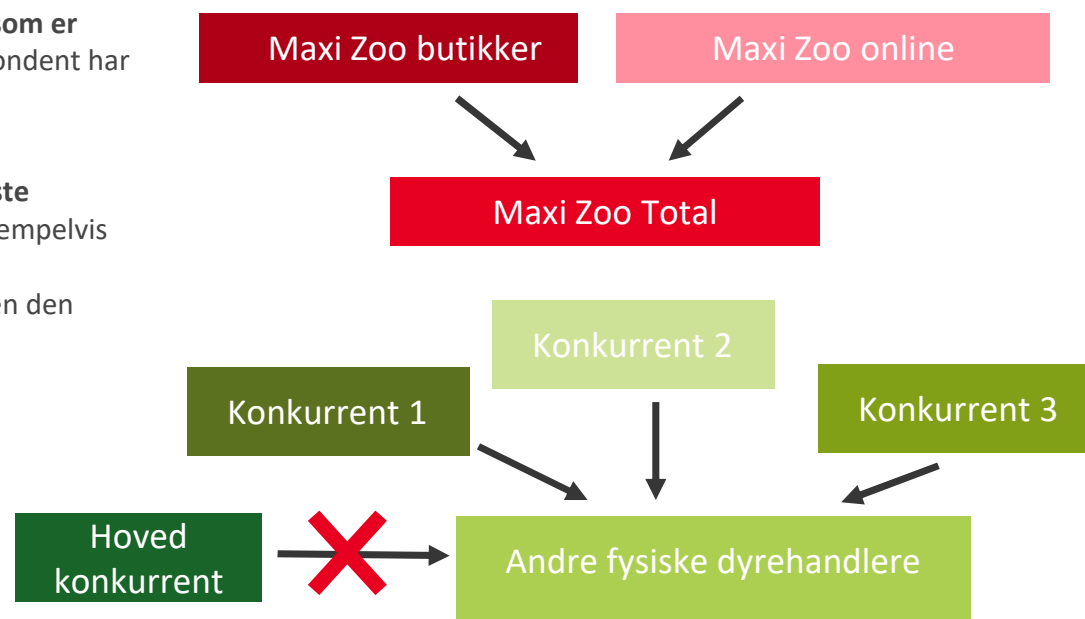 som er
ondent har
ste
empelvis
en den
Maxi Zoo butikker
Maxi Zoo online
Maxi Zoo Total
Konkurrent 2
Konkurrent 1
Konkurrent 3
Hoved
konkurrent
Andre fysiske dyrehandlere